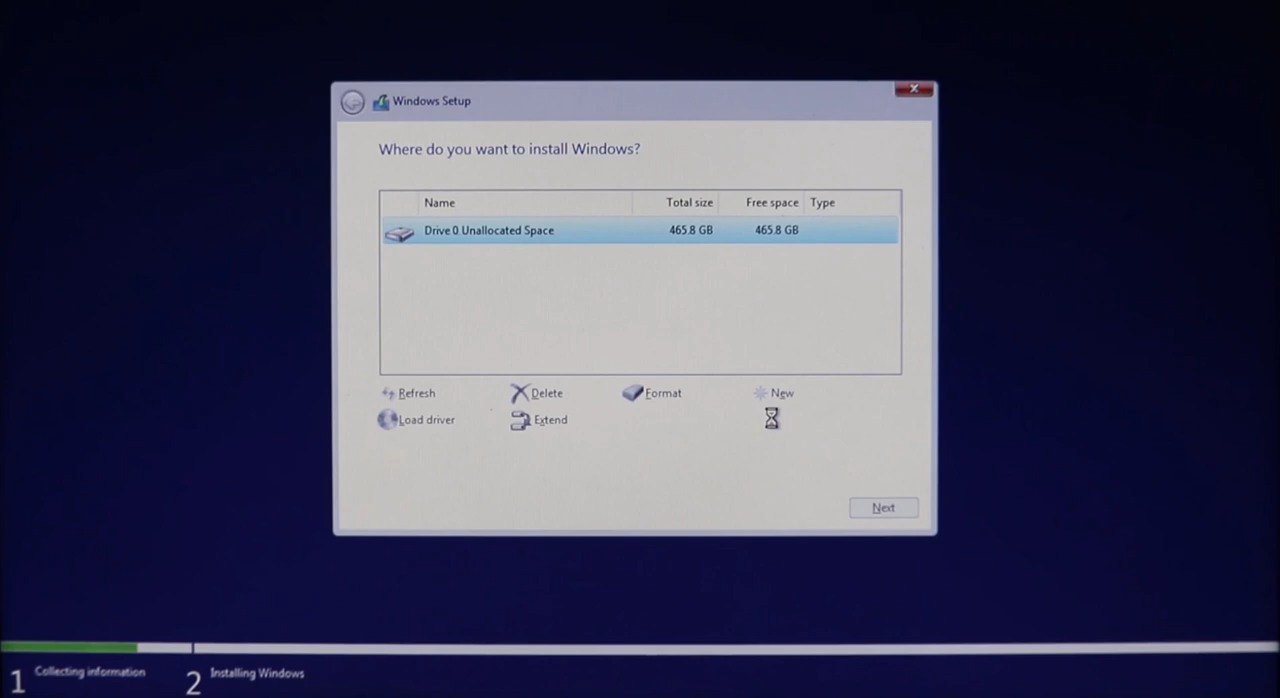 Windows Setup
Where do you want to install Windows?
Name Total size Free space Type
Drive 0 Unallocated Space 465.8 GB 465.8 GB
Refresh Delete Format New
Load driver Extend
Next
1 Collecting information 2 Installing Windows